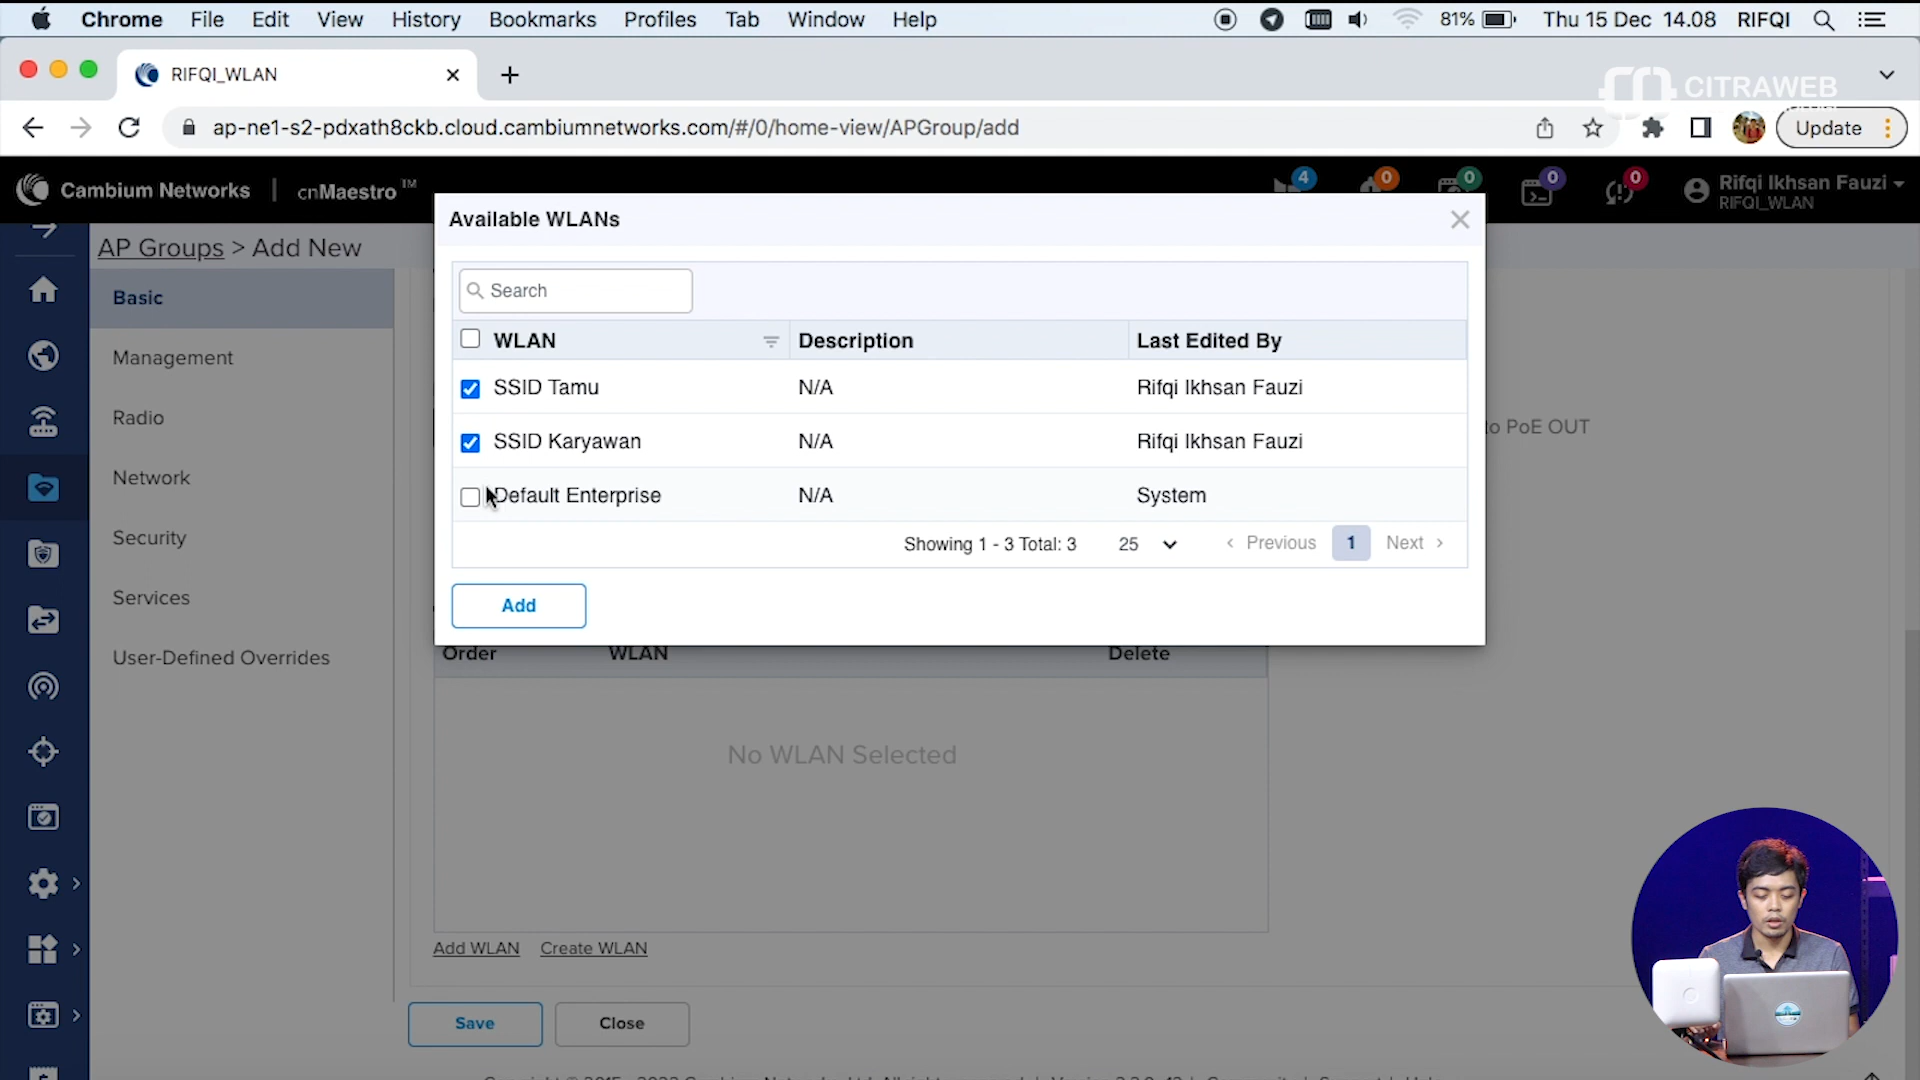 Chrome File Edit View History Bookmarks Profiles Tab Window Help 81% Thu 15 Dec 14.08 RIFQI
RIFQI_WLAN
CITRAWEB
ap-ne1-s2-pdxath8ckb.cloud.cambiumnetworks.com/#/0/home-view/APGroup/add Update
Cambium Networks | cnMaestro™ 4 0 0 0 0 Rifqi Ikhsan Fauzi
RIFQI_WLAN
AP Groups > Add New
Available WLANs
Basic
Search
WLAN Description Last Edited By
Management
SSID Tamu N/A Rifqi Ikhsan Fauzi
Radio
to PoE OUT
SSID Karyawan N/A Rifqi Ikhsan Fauzi
Network
Default Enterprise N/A System
Security
Showing 1 - 3 Total: 3 25 ‹ Previous 1 Next ›
Services
Add
User-Defined Overrides
Order WLAN Delete
No WLAN Selected
Add WLAN Create WLAN
Save Close